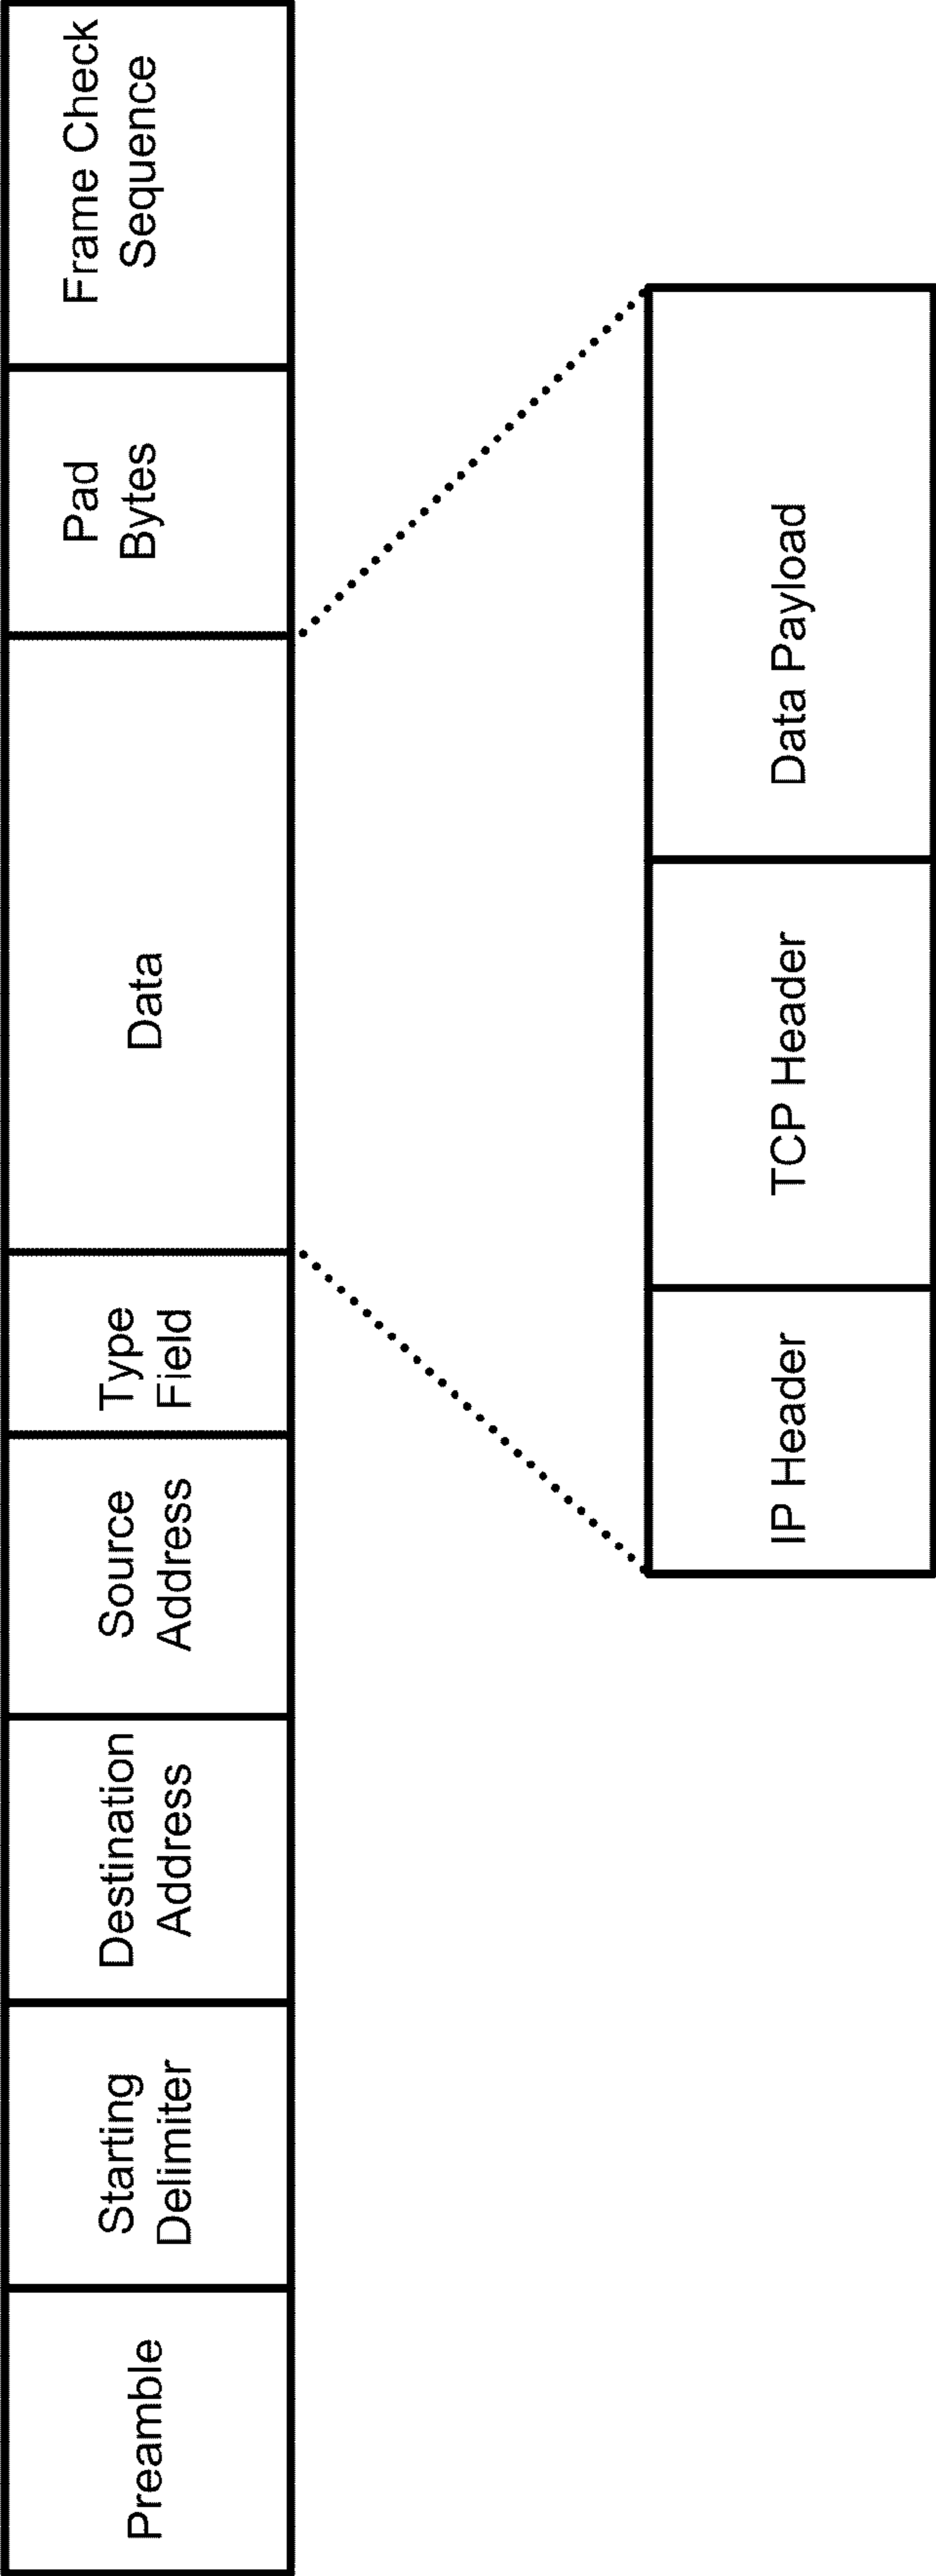 Preamble
Starting
Delimiter
Destination
Address
Source
Address
Type
Field
Data
Pad
Bytes
Frame Check
Sequence
IP Header
TCP Header
Data Payload